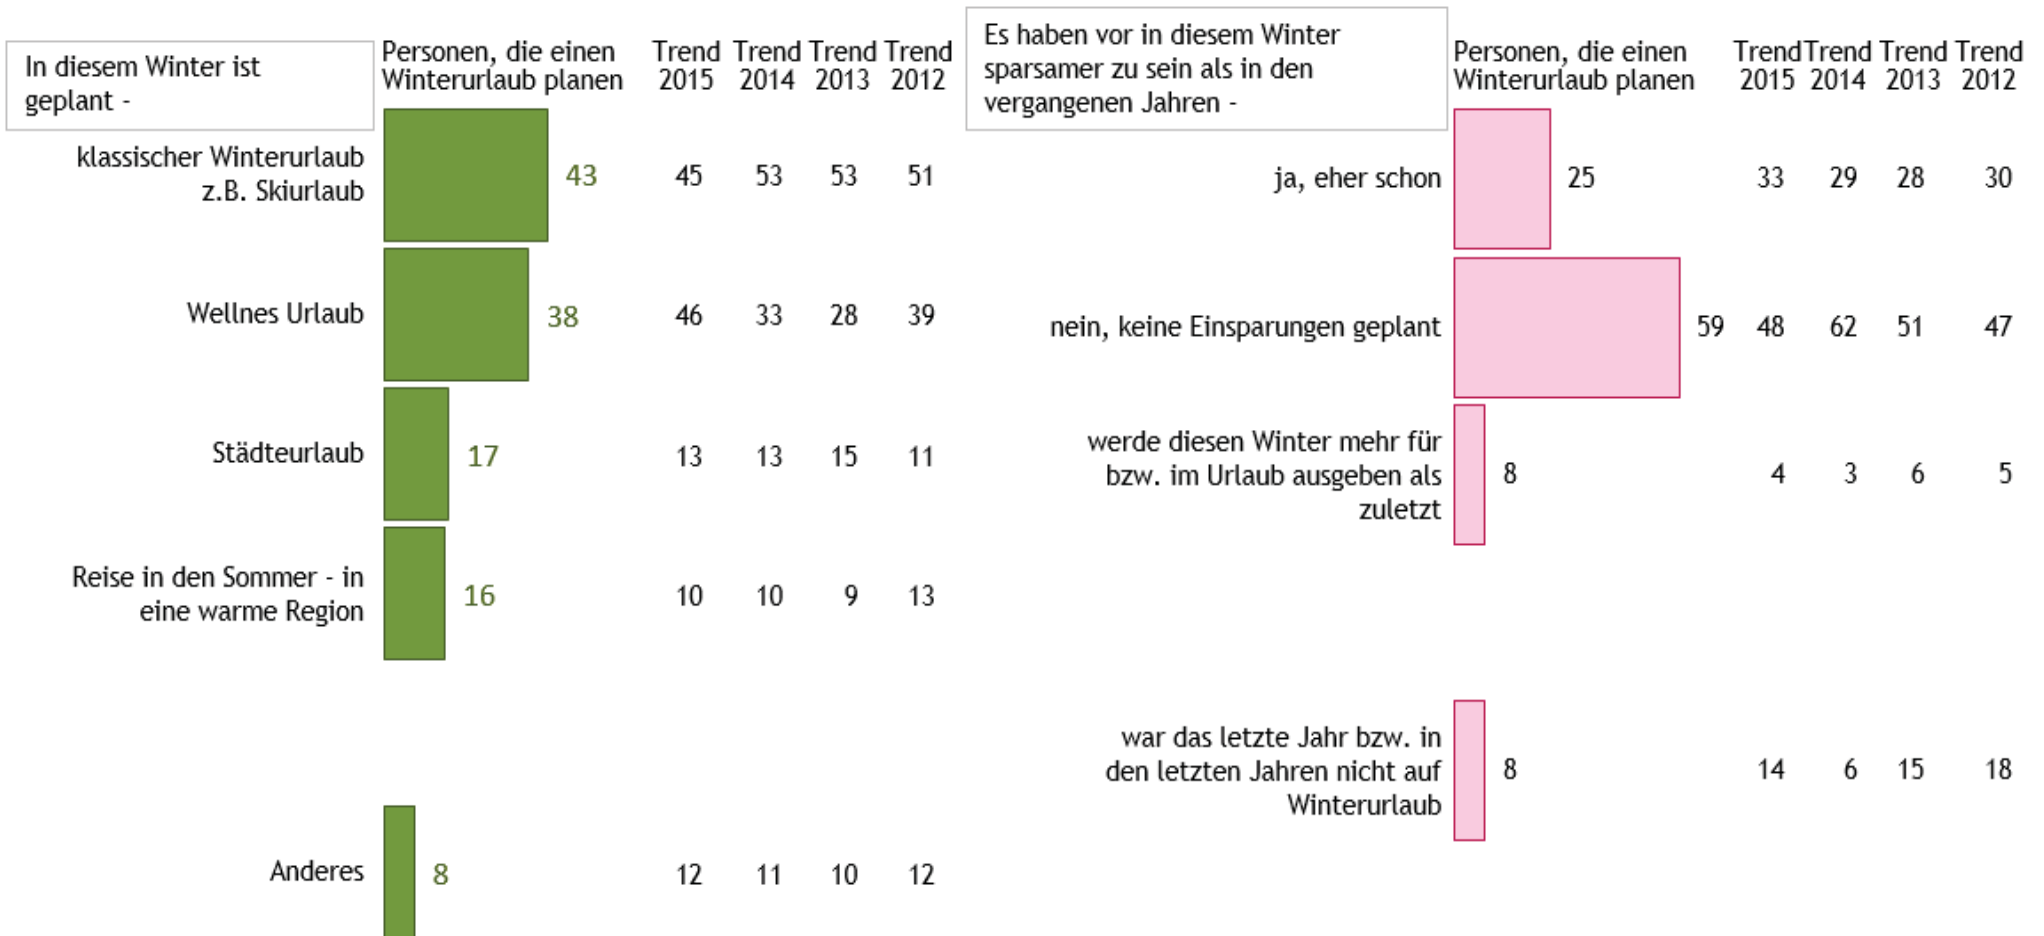 In diesem Winter ist
geplant -
Personen, die einen
Winterurlaub planen
Trend Trend Trend Trend
2015 2014 2013 2012
klassischer Winterurlaub
z.B. Skiurlaub
43 45 53 53 51
Wellnes Urlaub 38 46 33 28 39
Städteurlaub 17 13 13 15 11
Reise in den Sommer - in
eine warme Region
16 10 10 9 13
Anderes 8 12 11 10 12
Es haben vor in diesem Winter
sparsamer zu sein als in den
vergangenen Jahren -
Personen, die einen
Winterurlaub planen
Trend Trend Trend Trend
2015 2014 2013 2012
ja, eher schon 25 33 29 28 30
nein, keine Einsparungen geplant 59 48 62 51 47
werde diesen Winter mehr für
bzw. im Urlaub ausgeben als
zuletzt
8 4 3 6 5
war das letzte Jahr bzw. in
den letzten Jahren nicht auf
Winterurlaub
8 14 6 15 18